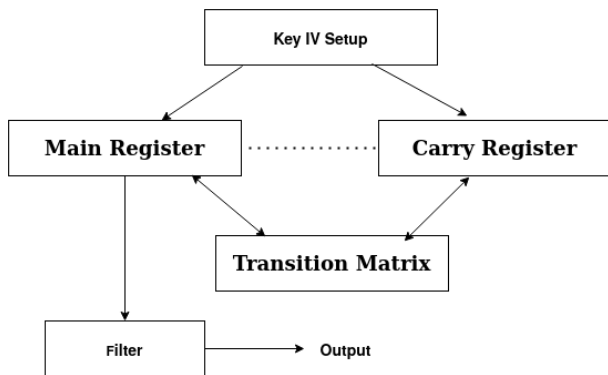 Key IV Setup
Main Register
Carry Register
Transition Matrix
Filter
Output